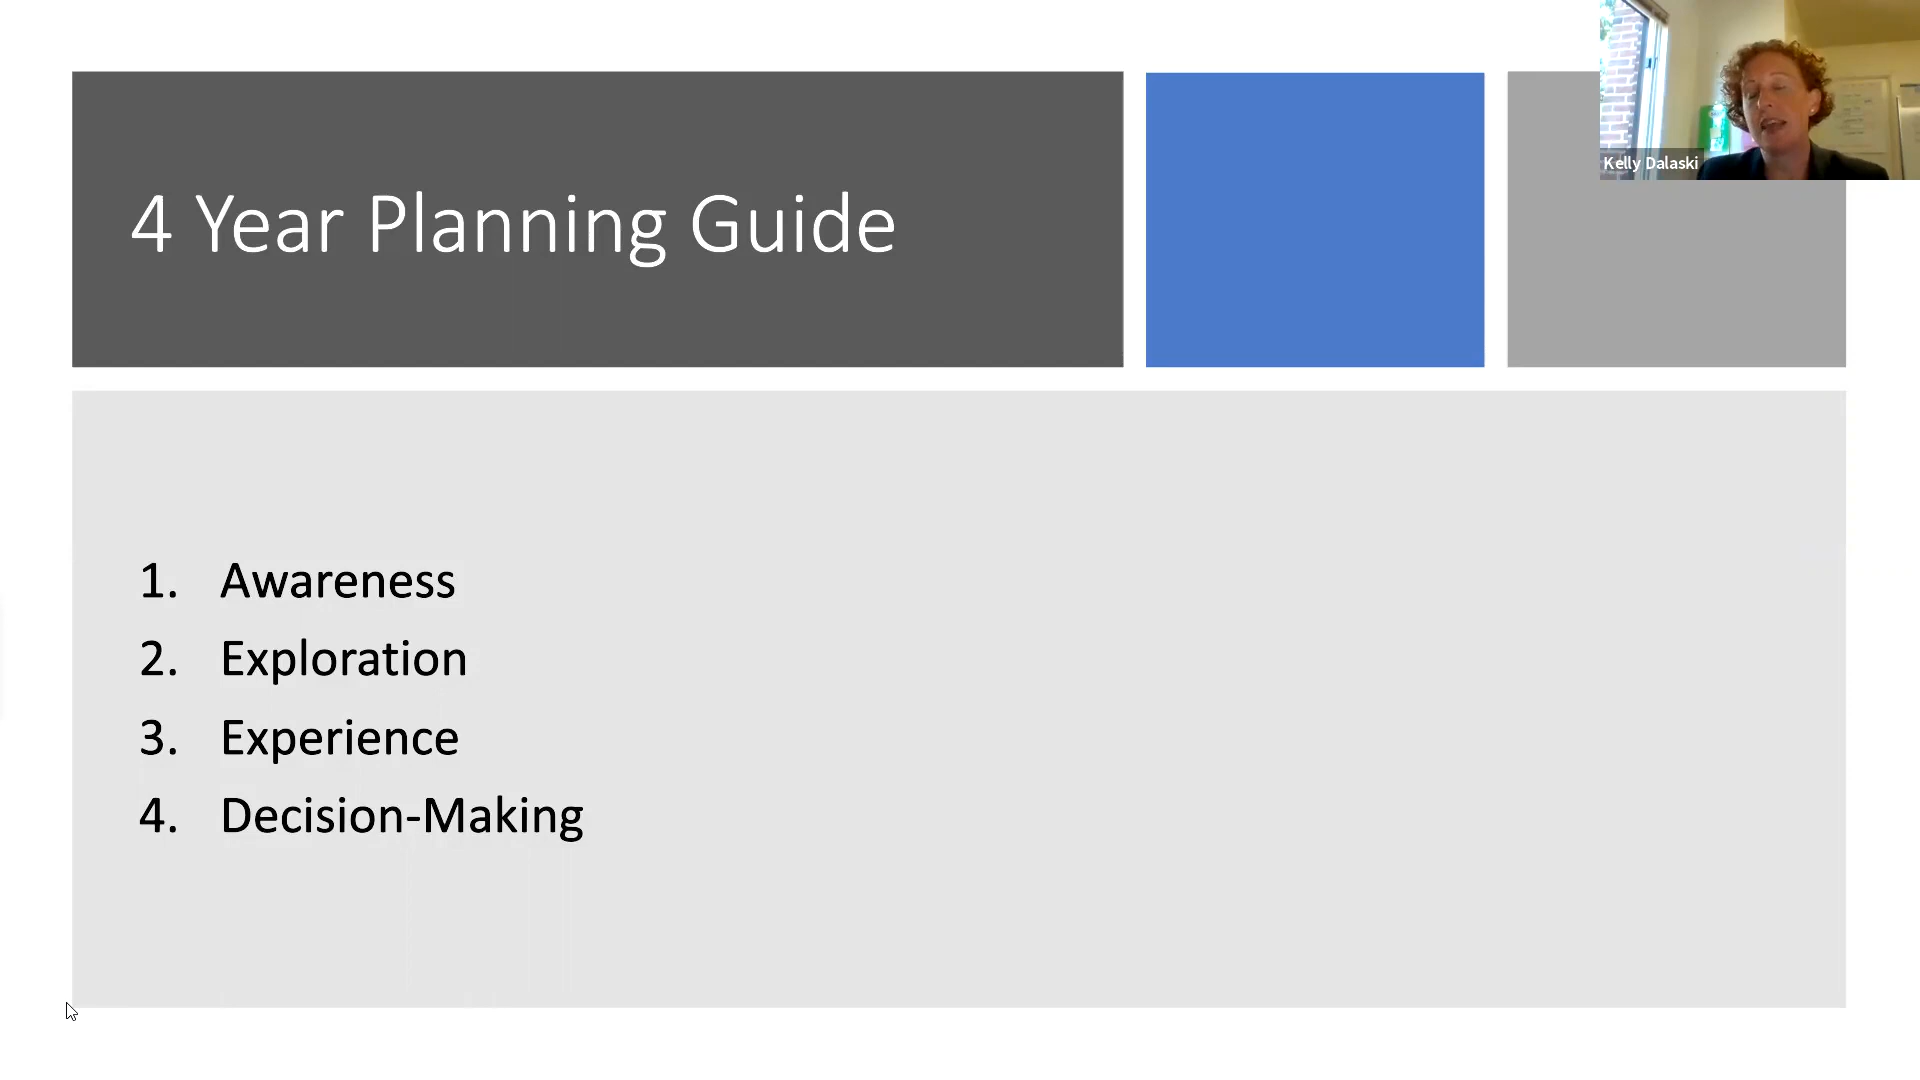 Kelly Dalaski
4 Year Planning Guide
1. Awareness
2. Exploration
3. Experience
4. Decision-Making